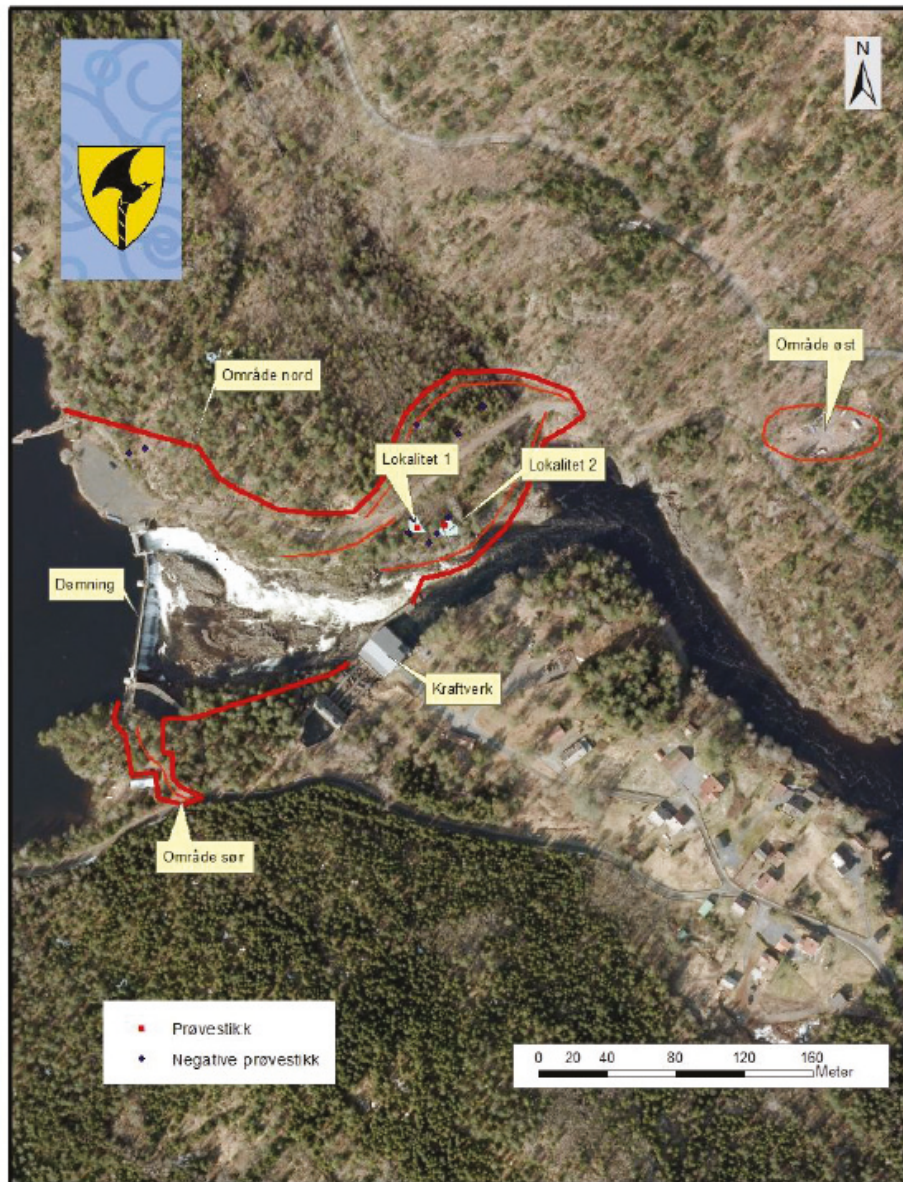 N
Område øst
Område nord
Lokalitet 1
Lokalitet 2
Demning
Kraftverk
Område sør
Prøvestikk
Negative prøvestikk
0 20 40 80 120 160
Meter